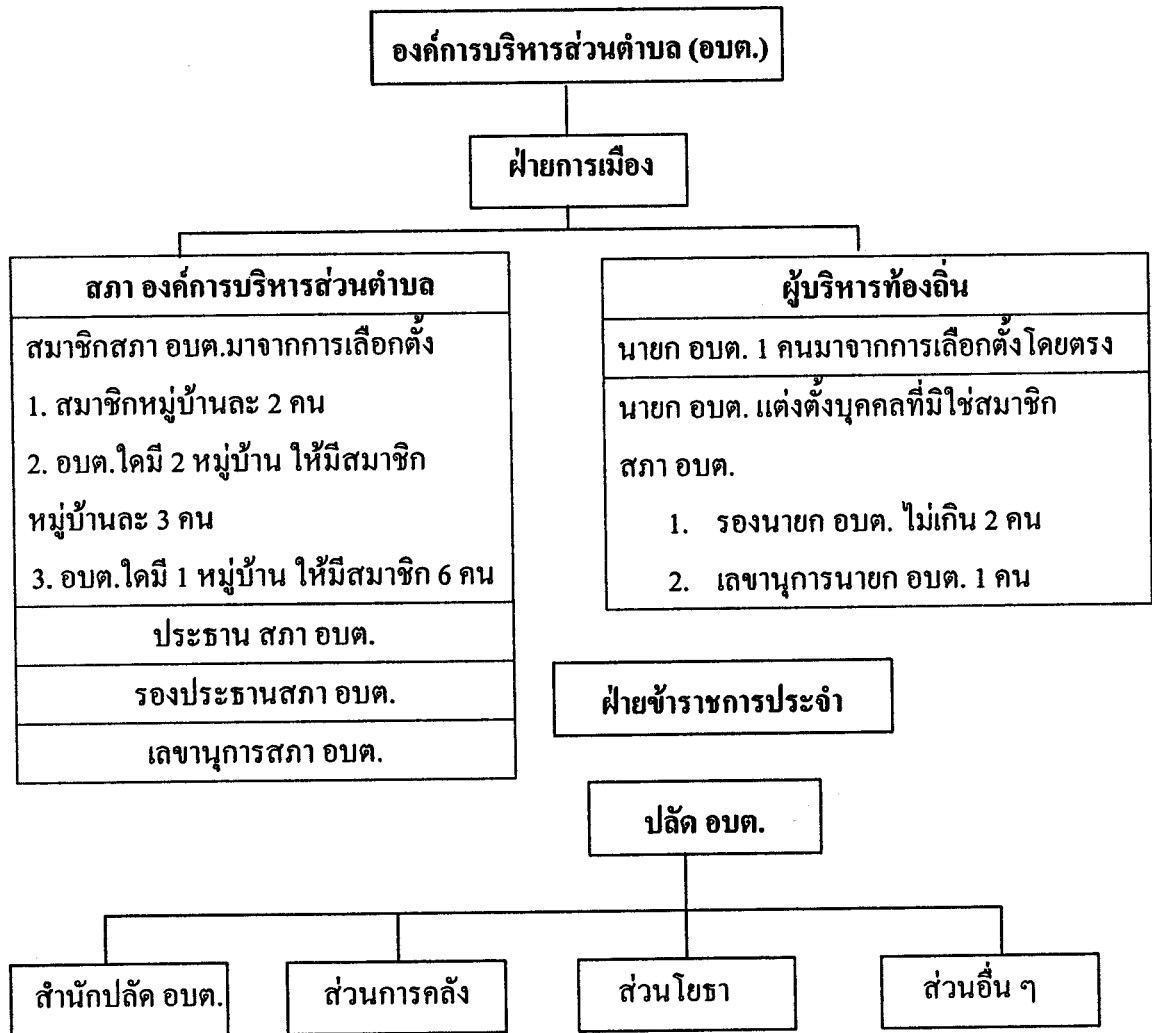 องค์การบริหารส่วนตำบล (อบต.)
ฝ่ายการเมือง
สภา องค์การบริหารส่วนตำบล
สมาชิกสภา อบต.มาจากการเลือกตั้ง
1. สมาชิกหมู่บ้านละ 2 คน
2. อบต.ใดมี 2 หมู่บ้าน ให้มีสมาชิก
หมู่บ้านละ 3 คน
3. อบต.ใดมี 1 หมู่บ้าน ให้มีสมาชิก 6 คน
ประธาน สภา อบต.
รองประธานสภา อบต.
เลขานุการสภา อบต.
ผู้บริหารท้องถิ่น
นายก อบต. 1 คนมาจากการเลือกตั้งโดยตรง
นายก อบต. แต่งตั้งบุคคลที่มิใช่สมาชิก
สภา อบต.
1. รองนายก อบต. ไม่เกิน 2 คน
2. เลขานุการนายก อบต. 1 คน
ฝ่ายข้าราชการประจำ
ปลัด อบต.
สำนักปลัด อบต.
ส่วนการคลัง
ส่วนโยธา
ส่วนอื่น ๆ